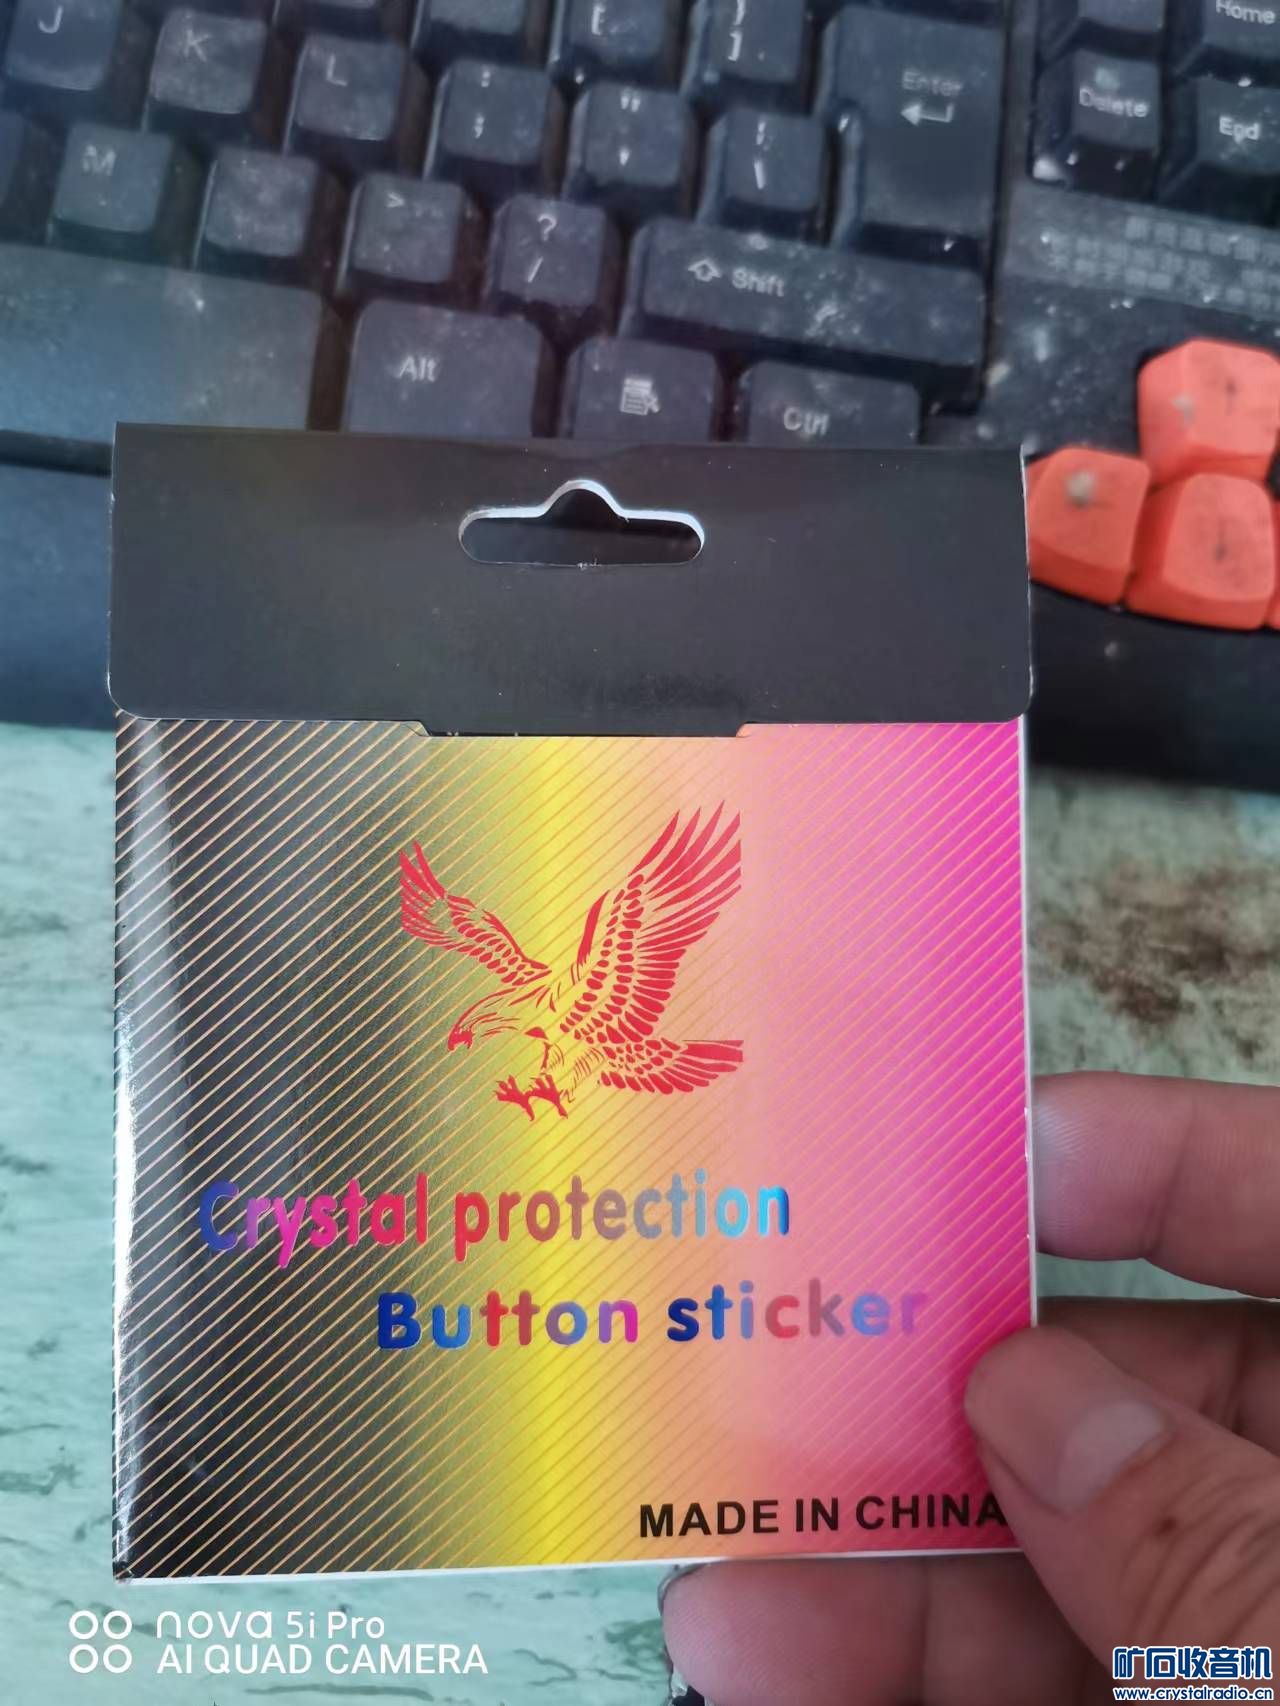 Home
J
K
L
:
;
"
'
{
[
}
]
|
\
Enter
Delete
End
M
>
?
/
Shift
Alt
Ctrl
Crystal protection
Button sticker
MADE IN CHINA
nova 5i Pro
AI QUAD CAMERA
矿石收音机
www.crystalradio.cn